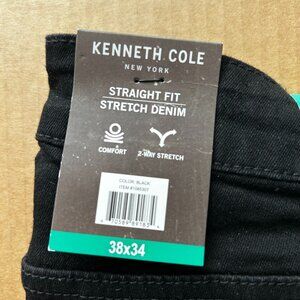 KENNETH COLE
NEW YORK
STRAIGHT FIT
STRETCH DENIM
COMFORT
2-WAY STRETCH
COLOR: BLACK
38x34